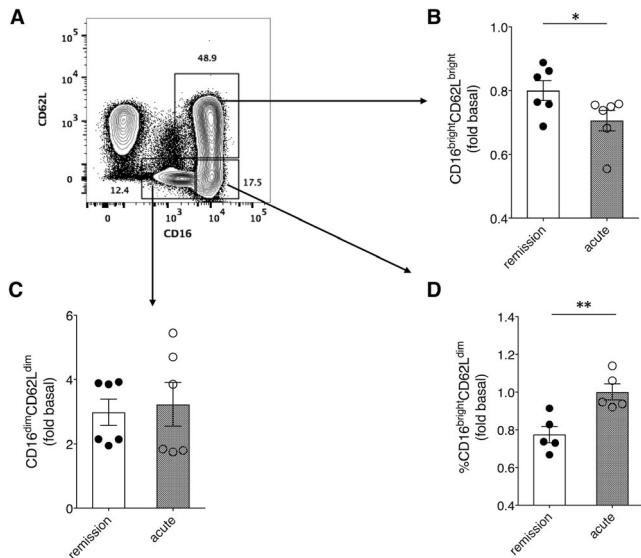 A
10⁵
48.9
10⁴
CD62L
10³
0
12.4
17.5
0
10³
10⁴
10⁵
CD16
B
*
1.0
CD16ᵇʳⁱᵍʰᵗCD62Lᵇʳⁱᵍʰᵗ
(fold basal)
0.8
0.6
0.4
remission
acute
C
6
CD16ᵈⁱᵐCD62Lᵈⁱᵐ
(fold basal)
4
2
0
remission
acute
D
**
1.4
%CD16ᵇʳⁱᵍʰᵗCD62Lᵈⁱᵐ
(fold basal)
1.2
1.0
0.8
0.6
0.4
remission
acute